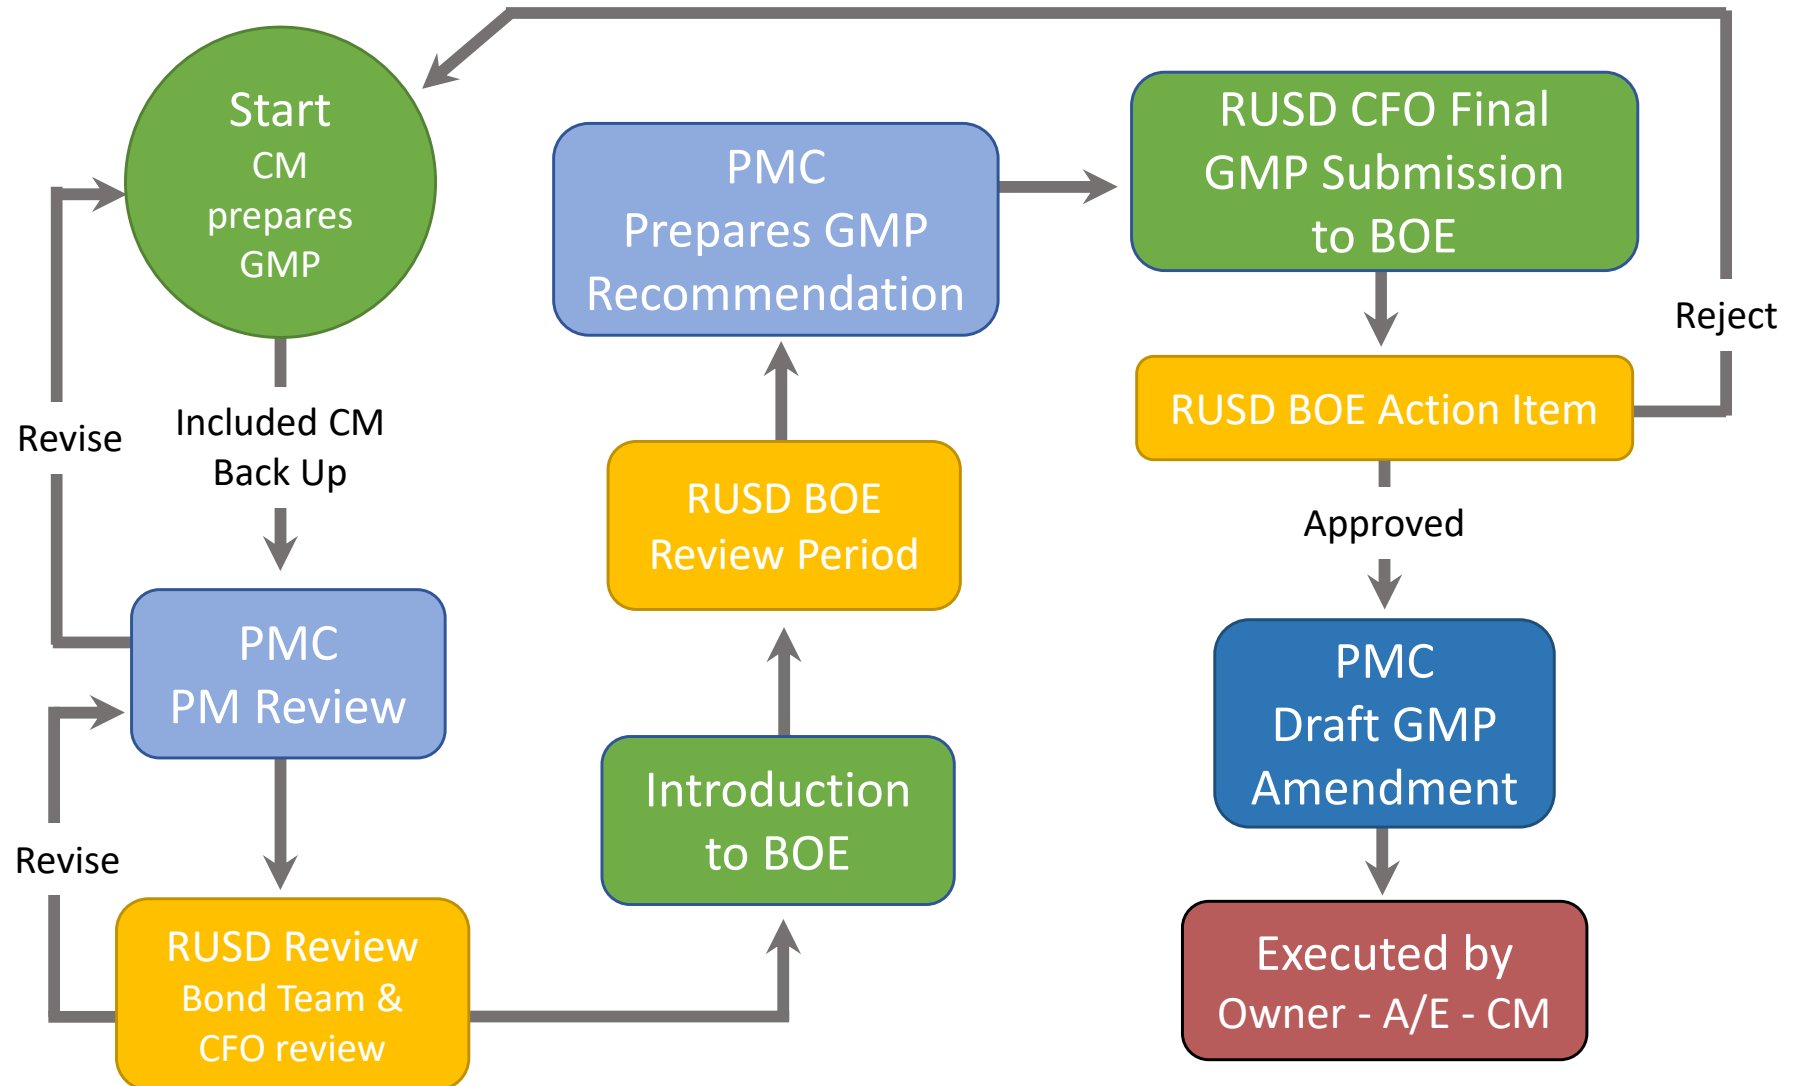 Start
CM
prepares
GMP
Included CM
Back Up
Revise
PMC
PM Review
Revise
RUSD Review
Bond Team &
CFO review
Introduction
to BOE
RUSD BOE
Review Period
PMC
Prepares GMP
Recommendation
RUSD CFO Final
GMP Submission
to BOE
RUSD BOE Action Item
Reject
Approved
PMC
Draft GMP
Amendment
Executed by
Owner - A/E - CM